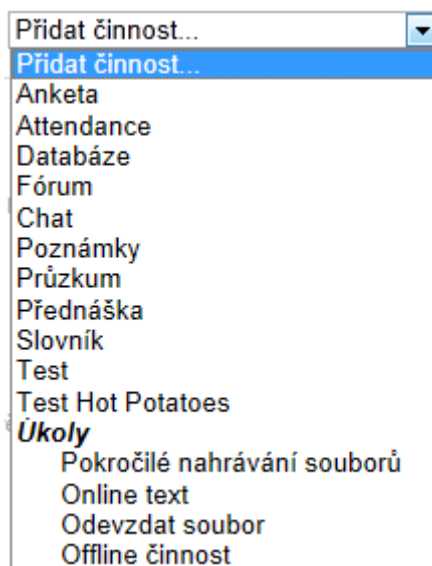 Přidat činnost...
Přidat činnost...
Anketa
Attendance
Databáze
Fórum
Chat
Poznámky
Průzkum
Přednáška
Slovník
Test
Test Hot Potatoes
Úkoly
Pokročilé nahrávání souborů
Online text
Odevzdat soubor
Offline činnost